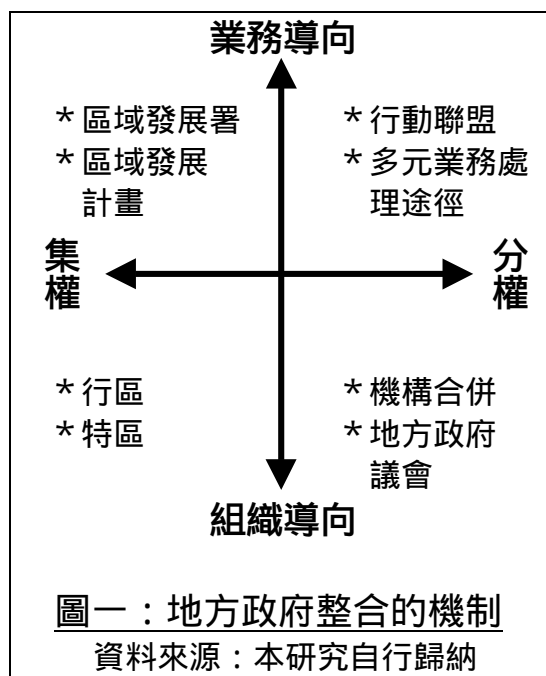 業務導向
＊區域發展署
＊區域發展
計畫
＊行動聯盟
＊多元業務處
理途徑
集權
分權
＊行區
＊特區
＊機構合併
＊地方政府
議會
組織導向
圖一：地方政府整合的機制
資料來源：本研究自行歸納